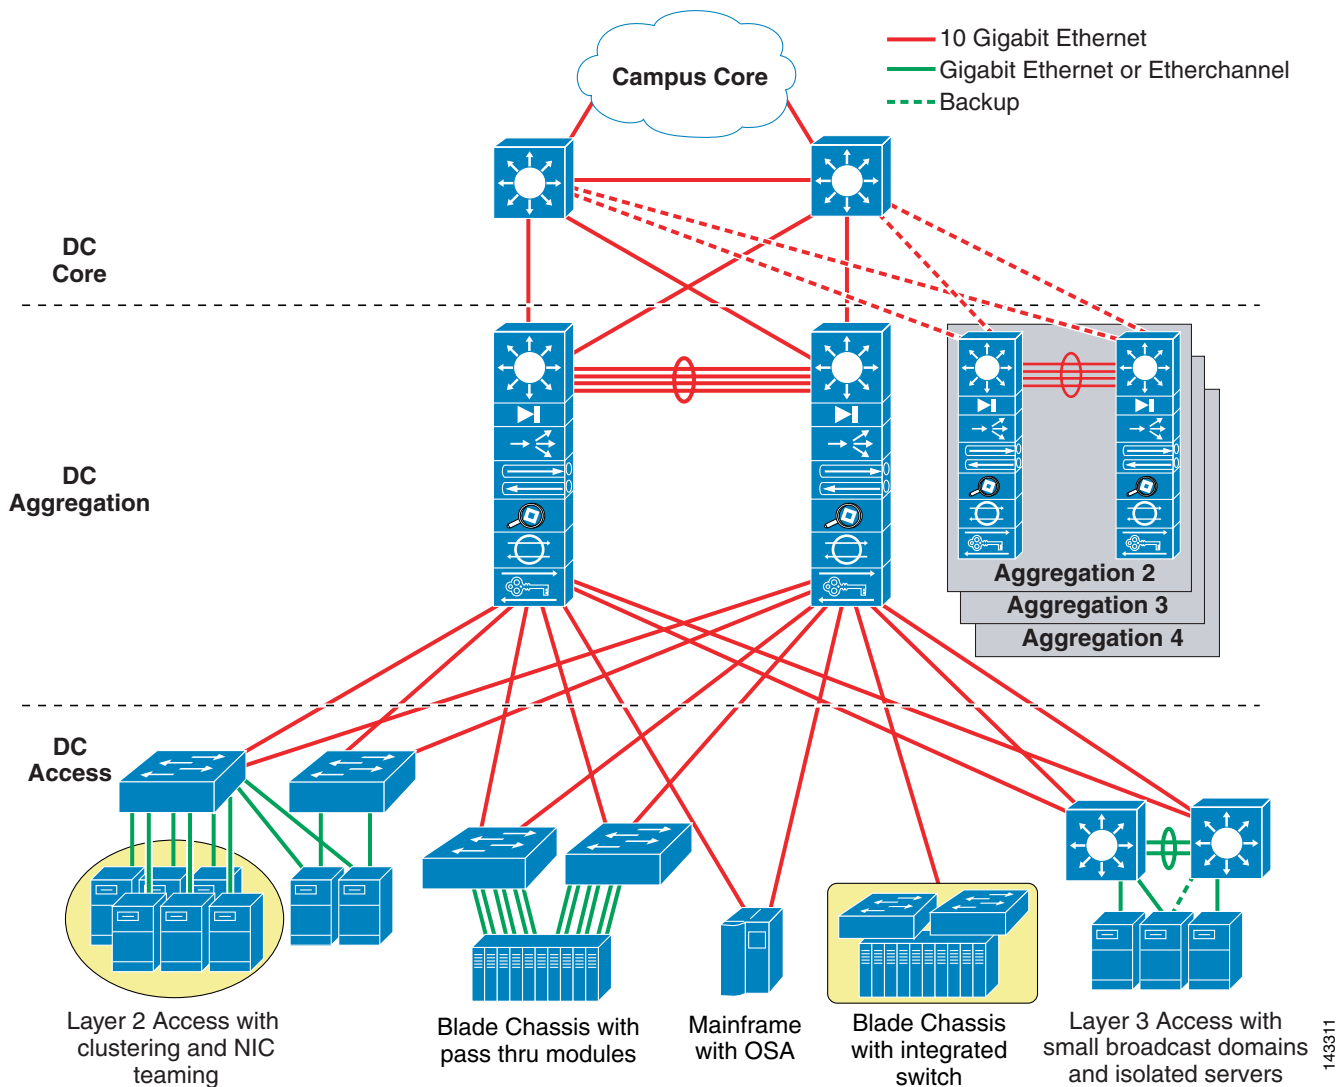 Campus Core
10 Gigabit Ethernet
Gigabit Ethernet or Etherchannel
Backup
DC
Core
DC
Aggregation
Aggregation 2
Aggregation 3
Aggregation 4
DC
Access
Layer 2 Access with
clustering and NIC
teaming
Blade Chassis with
pass thru modules
Mainframe
with OSA
Blade Chassis
with integrated
switch
Layer 3 Access with
small broadcast domains
and isolated servers
143311